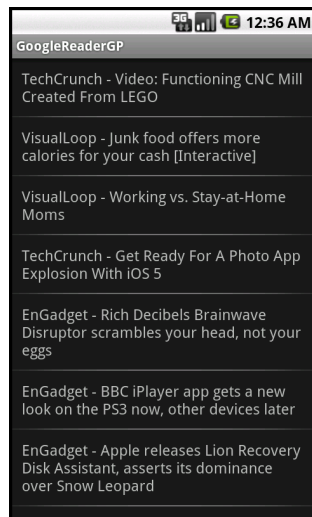 3G 12:36 AM
GoogleReaderGP
TechCrunch - Video: Functioning CNC Mill
Created From LEGO
VisualLoop - Junk food offers more
calories for your cash [Interactive]
VisualLoop - Working vs. Stay-at-Home
Moms
TechCrunch - Get Ready For A Photo App
Explosion With iOS 5
EnGadget - Rich Decibels Brainwave
Disruptor scrambles your head, not your
eggs
EnGadget - BBC iPlayer app gets a new
look on the PS3 now, other devices later
EnGadget - Apple releases Lion Recovery
Disk Assistant, asserts its dominance
over Snow Leopard